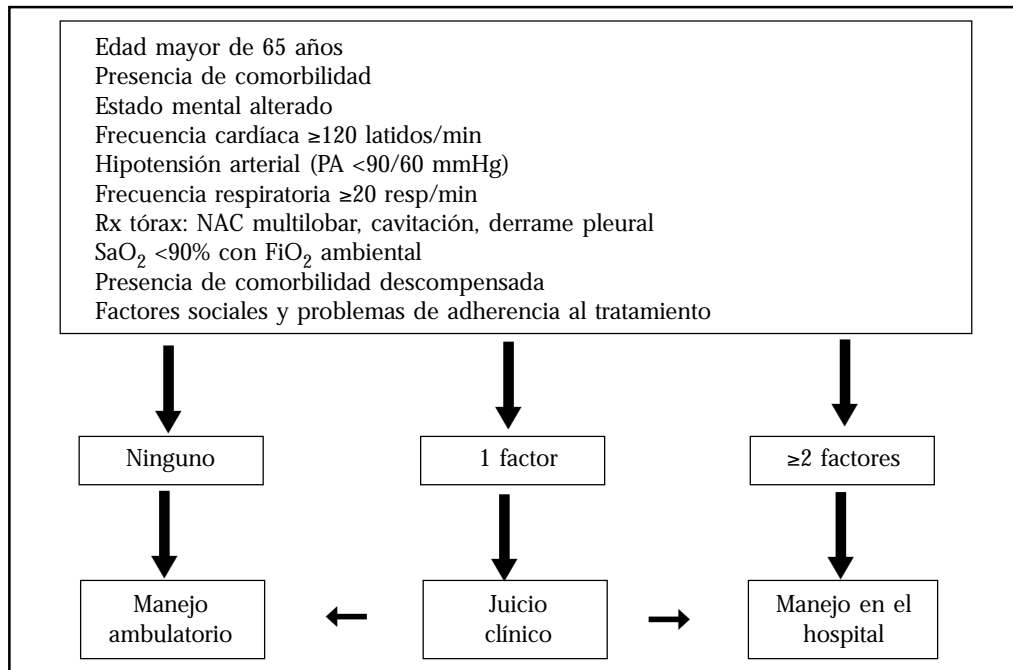 Edad mayor de 65 años
Presencia de comorbilidad
Estado mental alterado
Frecuencia cardíaca ≥120 latidos/min
Hipotensión arterial (PA <90/60 mmHg)
Frecuencia respiratoria ≥20 resp/min
Rx tórax: NAC multilobar, cavitación, derrame pleural
SaO₂ <90% con FiO₂ ambiental
Presencia de comorbilidad descompensada
Factores sociales y problemas de adherencia al tratamiento
Ninguno
1 factor
≥2 factores
Manejo
ambulatorio
Juicio
clínico
Manejo en el
hospital